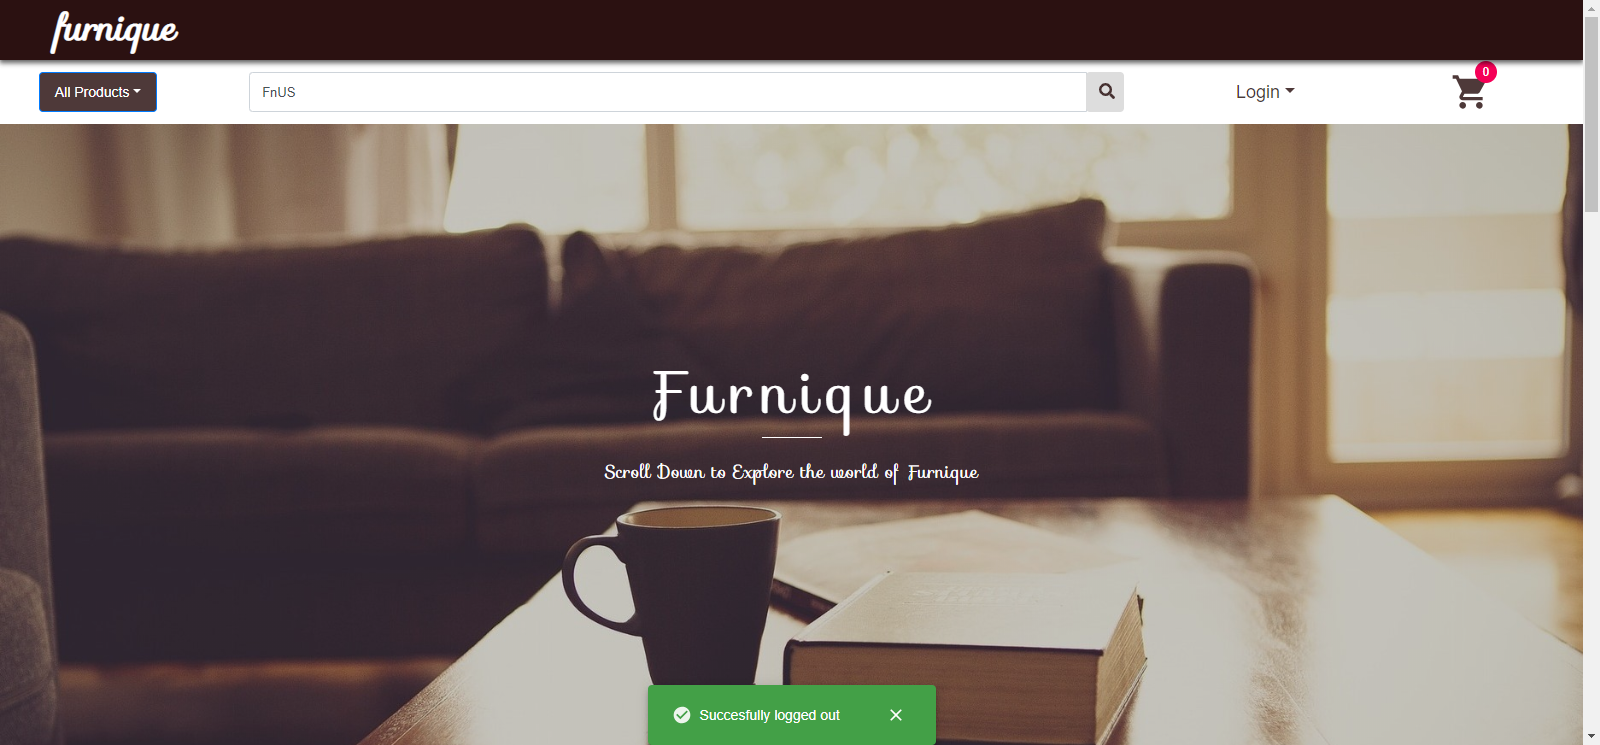 furnique
0
All Products
FnUS
Login
Furnique
Scroll Down to Explore the world of Furnique
Succesfully logged out